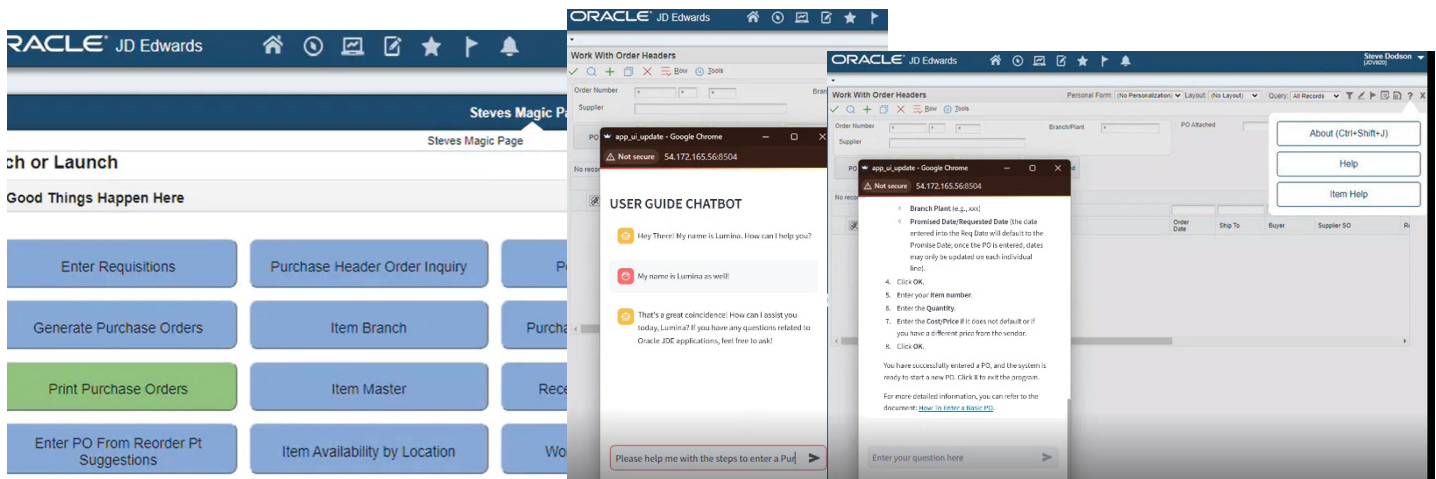 RACLE JD Edwards
Steves Magic Pa
Steves Magic Page
ch or Launch
Good Things Happen Here
Enter Requisitions
Purchase Header Order Inquiry
Generate Purchase Orders
Item Branch
Purcha
Print Purchase Orders
Item Master
Rece
Enter PO From Reorder Pt
Suggestions
Item Availability by Location
Wo
ORACLE JD Edwards
Work With Order Headers
Row
Tools
Order Number
Bran
Supplier
PO
app_ui_update - Google Chrome
Not secure 54.172.165.56:8504
No recor
USER GUIDE CHATBOT
Hey There! My name is Lumina. How can I help you?
My name is Lumina as well!
That's a great coincidence! How can I assist you
today, Lumina? If you have any questions related to
Oracle JDE applications, feel free to ask!
Please help me with the steps to enter a Pur
ORACLE JD Edwards
Steve Dodson
[JDV920]
Work With Order Headers
Personal Form: (No Personalization) Layout: (No Layout) Query: All Records
Row
Tools
Order Number
Branch/Plant
PO Attached
Supplier
About (Ctrl+Shift+J)
Help
Item Help
PO
app_ui_update - Google Chrome
Not secure 54.172.165.56:8504
No reco
Order
Date
Ship To
Buyer
Supplier SO
Branch Plant (e.g., xxx)
Promised Date/Requested Date (the date
entered into the Req Date will default to the
Promise Date; once the PO is entered, dates
may only be updated on each individual
line).
4. Click OK.
5. Enter your Item number.
6. Enter the Quantity.
7. Enter the Cost/Price if it does not default or if
you have a different price from the vendor.
8. Click OK.
You have successfully entered a PO, and the system is
ready to start a new PO. Click X to exit the program.
For more detailed information, you can refer to the
document: How To Enter a Basic PO.
Enter your question here